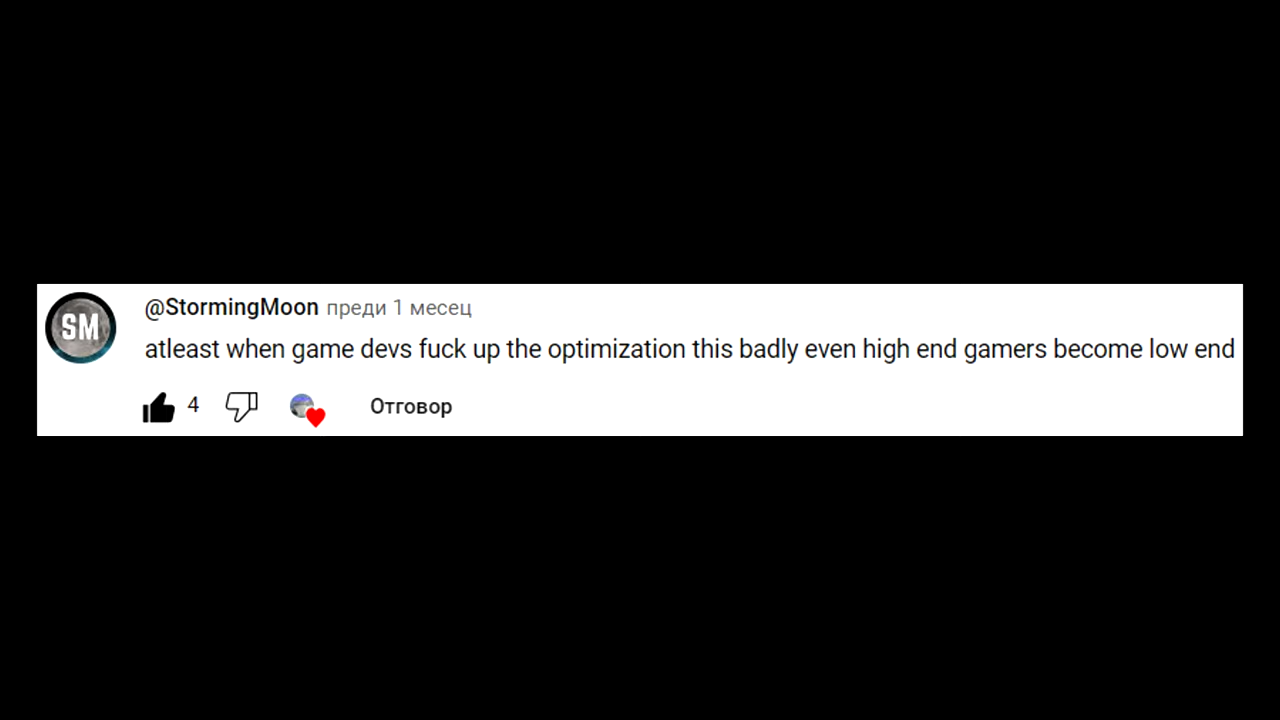 SM
@StormingMoon преди 1 месец
atleast when game devs fuck up the optimization this badly even high end gamers become low end
4
Отговор